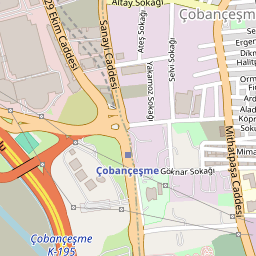 Altay Sokağı
Çobançeşme
29 Ekim Caddesi
Sanayi Caddesi
Ateş Sokağı
Yakamoz Sokağı
Selvi Sokağı
Mithatpaşa Caddesi
Çobançeşme
Göknar Sokağı
Çobançeşme
K-195